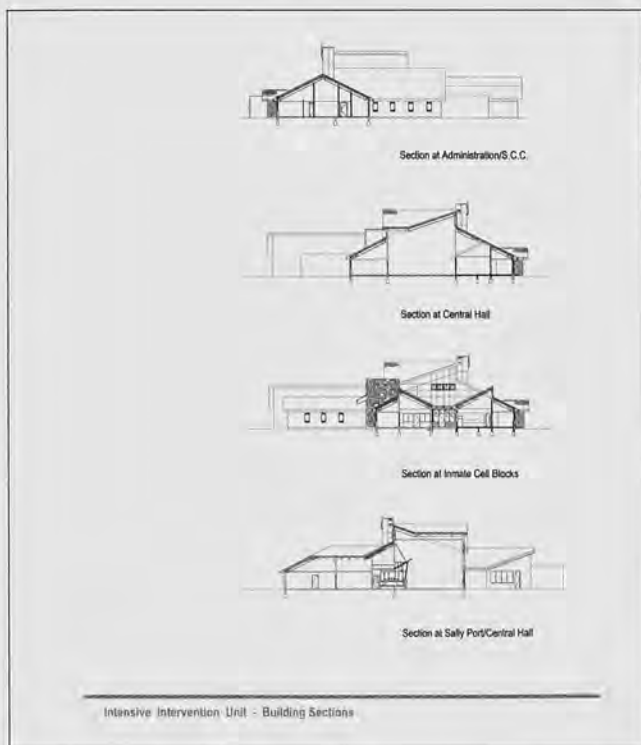 Section at Administration/S.C.C.
Section at Central Hall
Section at Inmate Cell Blocks
Section at Sally Port/Central Hall
Intensive Intervention Unit - Building Sections